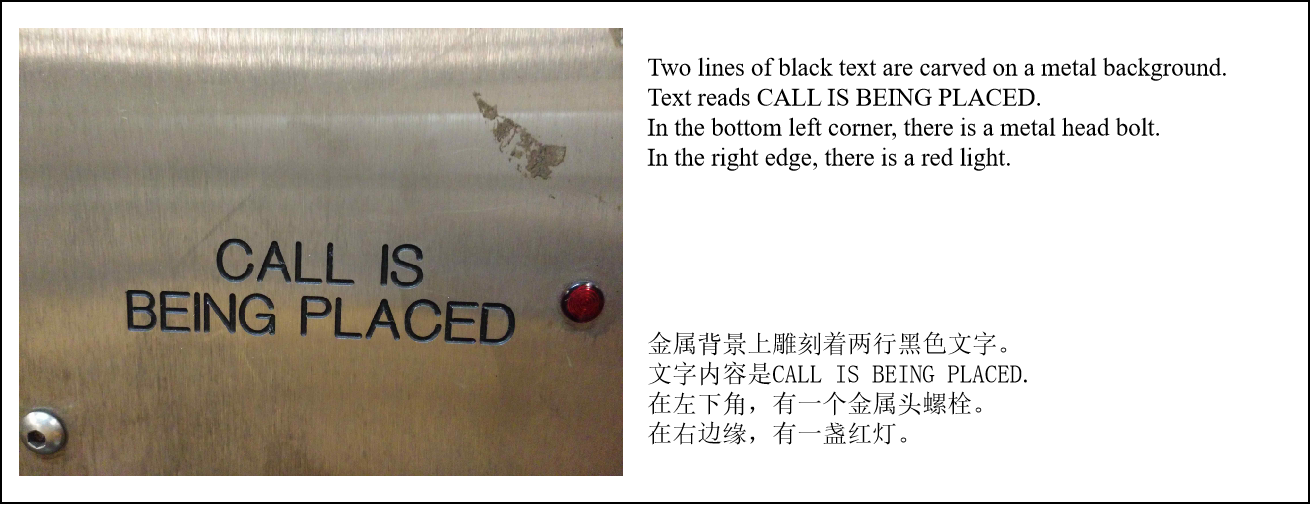 CALL IS
BEING PLACED
Two lines of black text are carved on a metal background.
Text reads CALL IS BEING PLACED.
In the bottom left corner, there is a metal head bolt.
In the right edge, there is a red light.
金属背景上雕刻着两行黑色文字。
文字内容是CALL IS BEING PLACED.
在左下角，有一个金属头螺栓。
在右边缘，有一盏红灯。